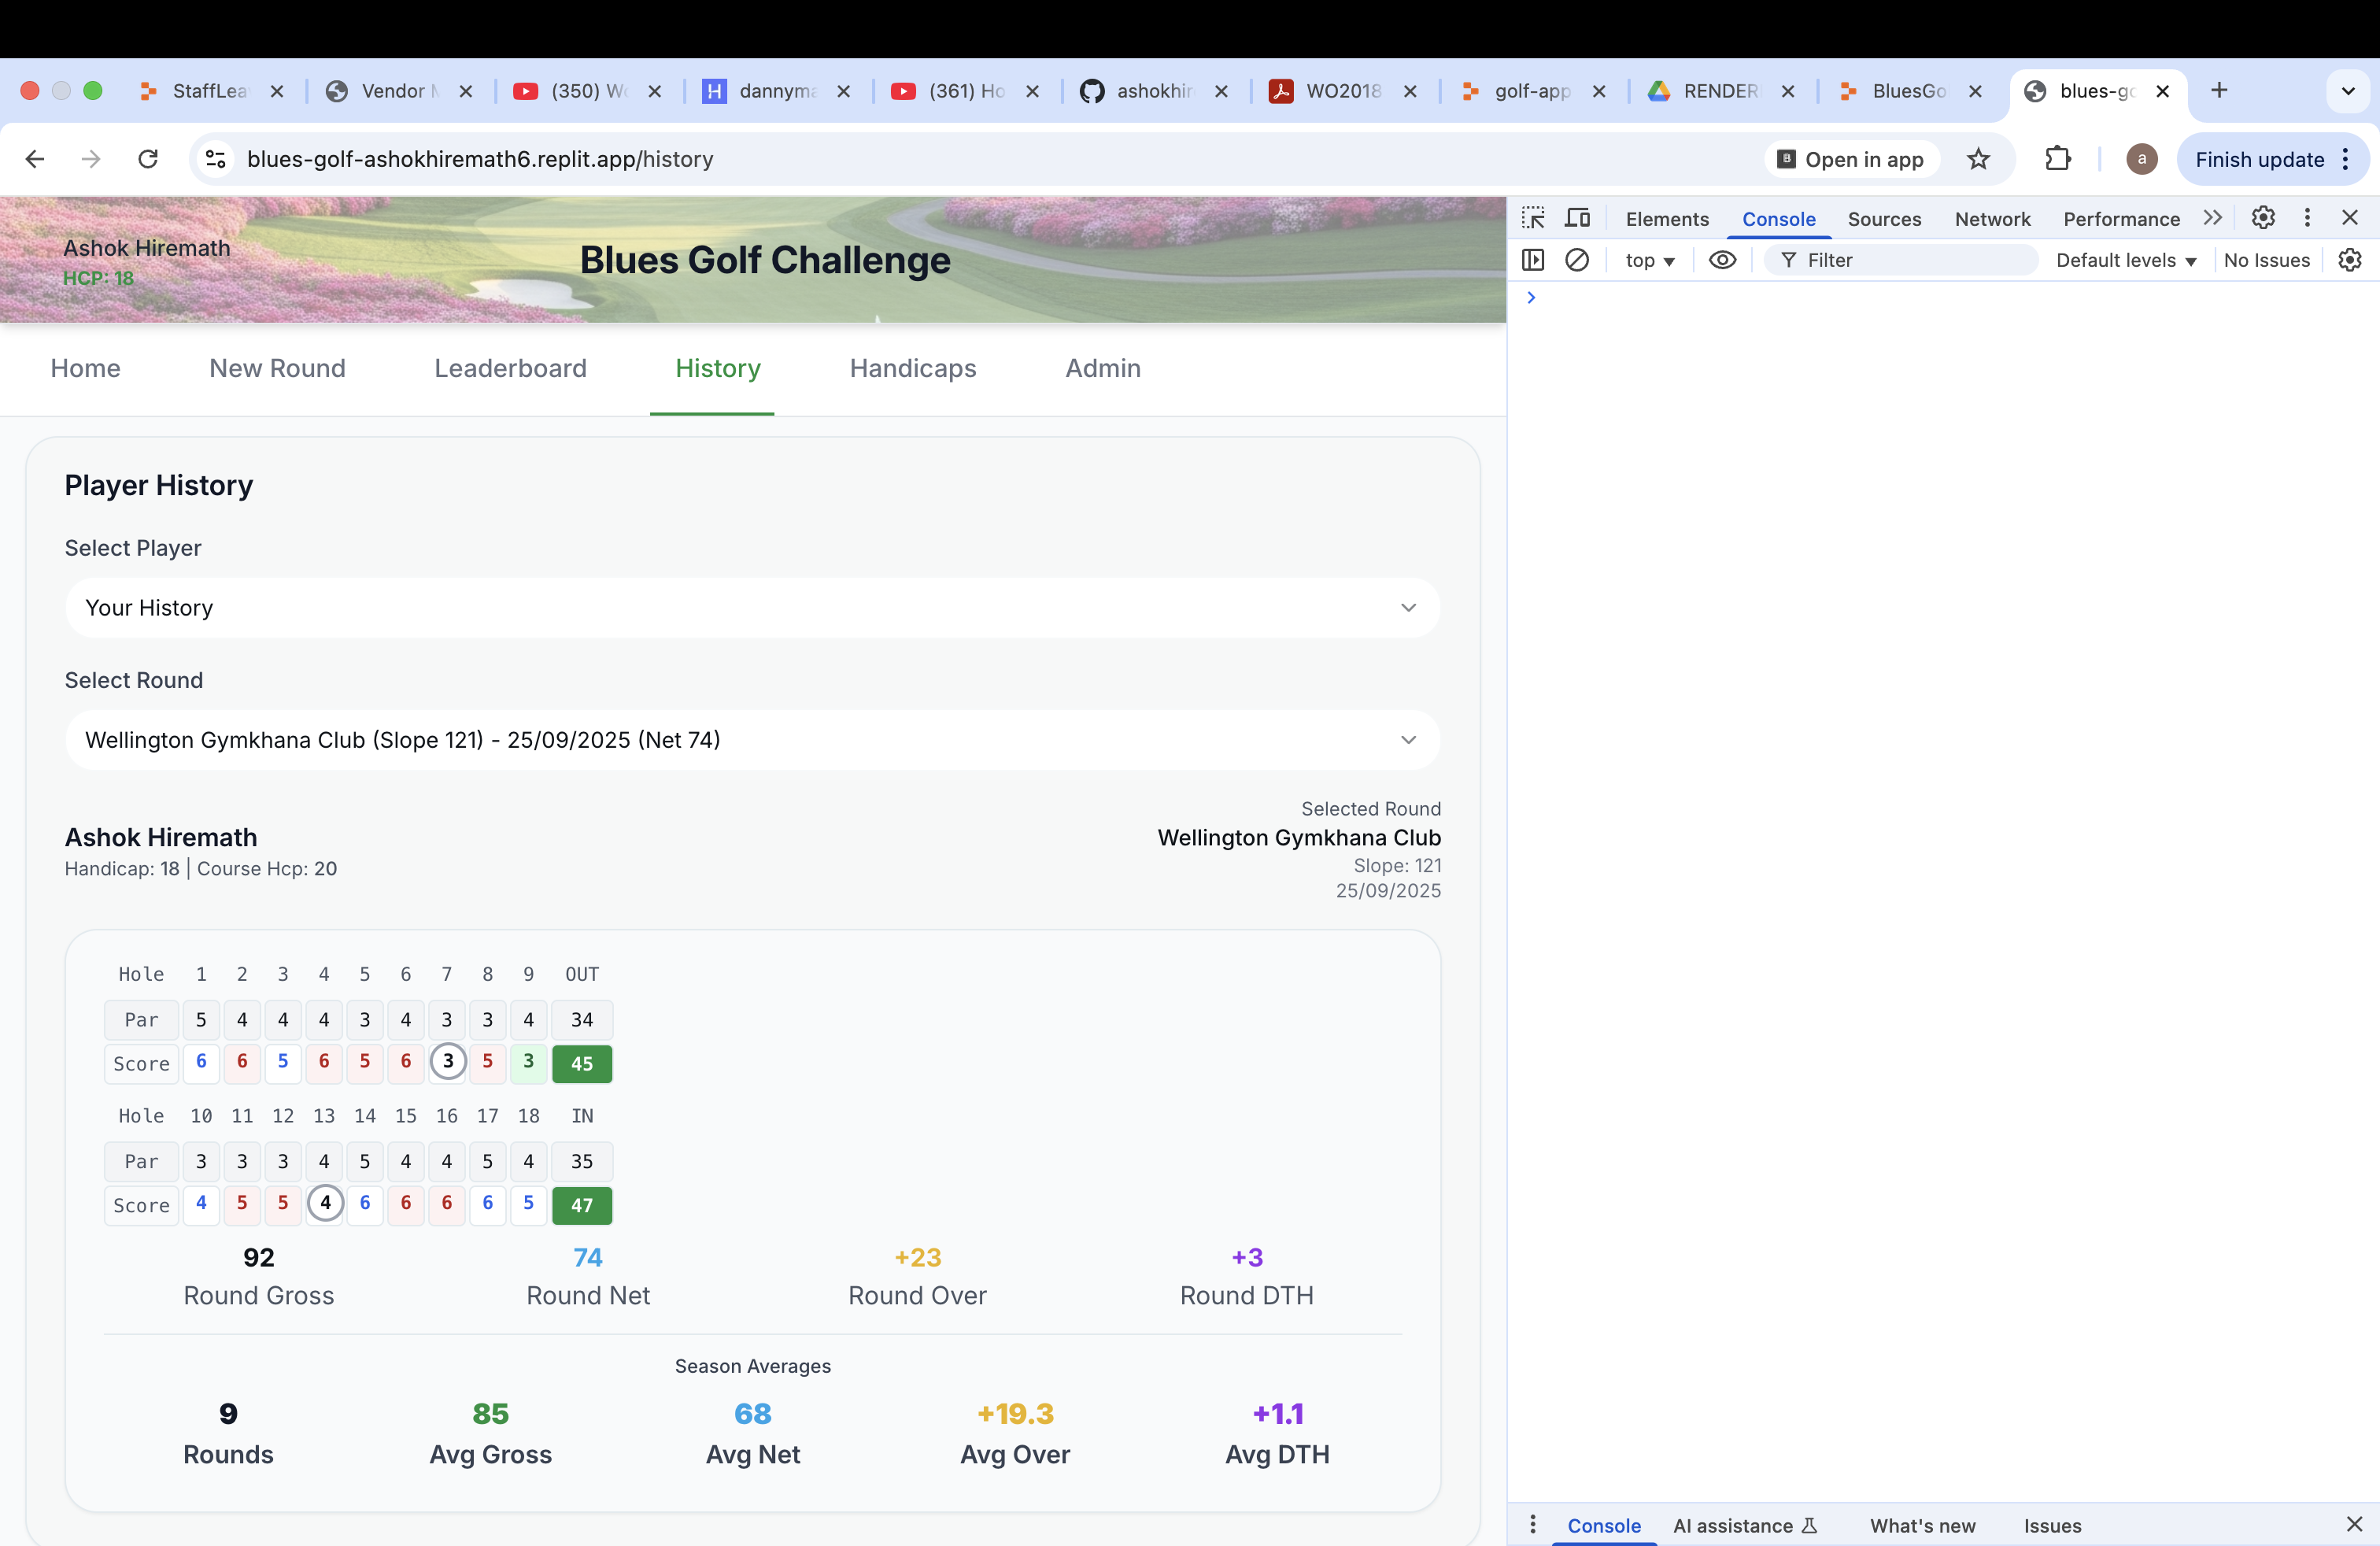 StaffLea
Vendor M
(350) Wo
dannyma
(361) Ho
ashokhir
WO2018
golf-app
RENDER
BluesGo
blues-go
blues-golf-ashokhiremath6.replit.app/history
Open in app
a
Finish update
Ashok Hiremath
HCP: 18
Blues Golf Challenge
Home New Round Leaderboard History Handicaps Admin
Player History
Select Player
Your History
Select Round
Wellington Gymkhana Club (Slope 121) - 25/09/2025 (Net 74)
Ashok Hiremath
Handicap: 18 | Course Hcp: 20
Selected Round
Wellington Gymkhana Club
Slope: 121
25/09/2025
Hole 1 2 3 4 5 6 7 8 9 OUT
Par 5 4 4 4 3 4 3 3 4 34
Score 6 6 5 6 5 6 3 5 3 45
Hole 10 11 12 13 14 15 16 17 18 IN
Par 3 3 3 4 5 4 4 5 4 35
Score 4 5 5 4 6 6 6 6 5 47
92 74 +23 +3
Round Gross Round Net Round Over Round DTH
Season Averages
9 85 68 +19.3 +1.1
Rounds Avg Gross Avg Net Avg Over Avg DTH
Elements Console Sources Network Performance
top Filter Default levels No Issues
Console AI assistance What's new Issues